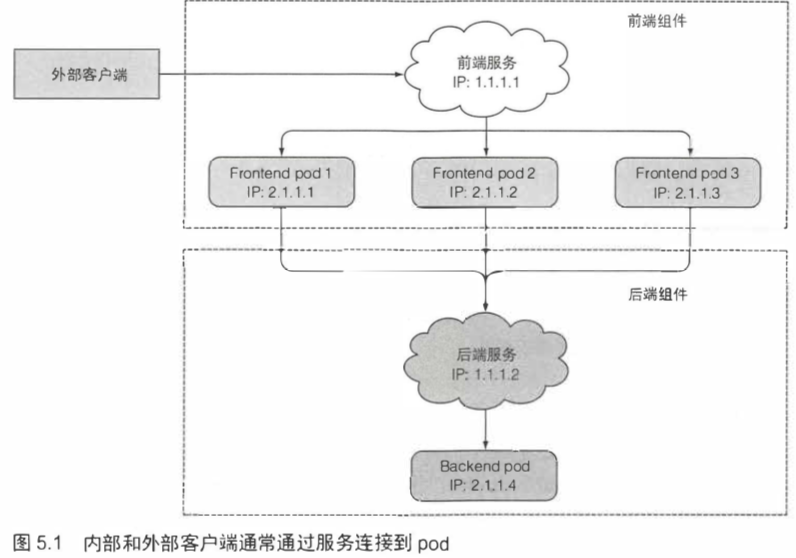 前端组件
外部客户端
前端服务
IP: 1.1.1.1
Frontend pod 1
IP: 2.1.1.1
Frontend pod 2
IP: 2.1.1.2
Frontend pod 3
IP: 2.1.1.3
后端组件
后端服务
IP: 1.1.1.2
Backend pod
IP: 2.1.1.4
图 5.1 内部和外部客户端通常通过服务连接到 pod